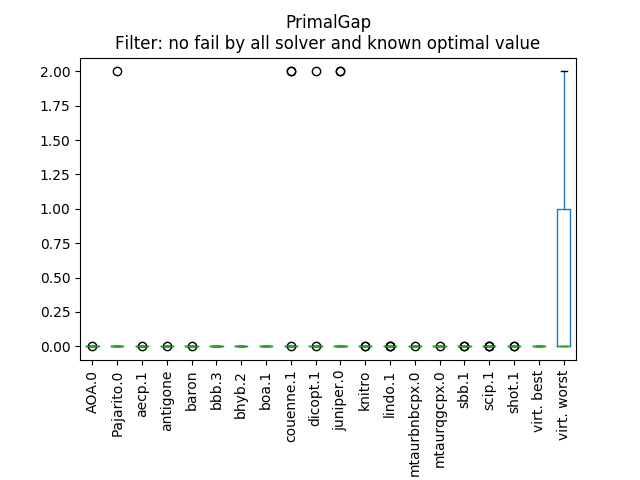 PrimalGap
Filter: no fail by all solver and known optimal value
2.00
1.75
1.50
1.25
1.00
0.75
0.50
0.25
0.00
AOA.0
Pajarito.0
aecp.1
antigone
baron
bbb.3
bhyb.2
boa.1
couenne.1
dicopt.1
juniper.0
knitro
lindo.1
mtaurbnbcpx.0
mtaurqgcpx.0
sbb.1
scip.1
shot.1
virt. best
virt. worst